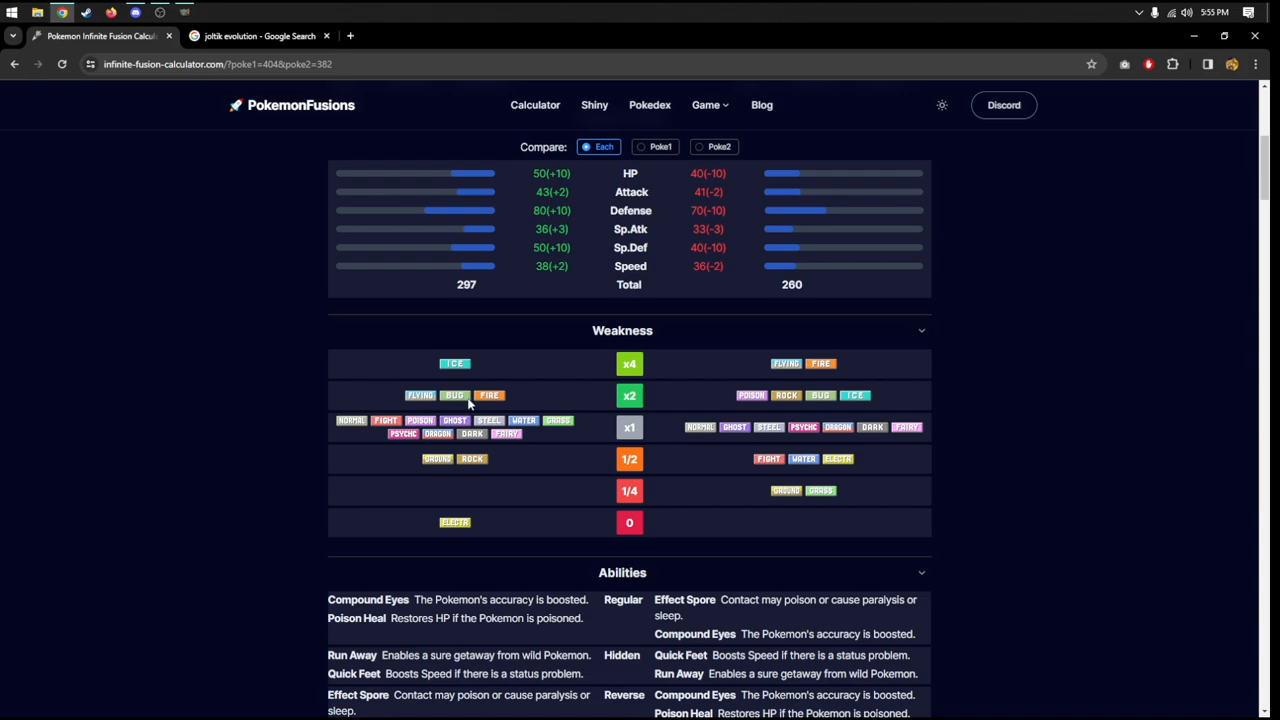 5:55 PM
Pokemon Infinite Fusion Calcul
joltik evolution - Google Search
infinite-fusion-calculator.com/?poke1=404&poke2=382
PokemonFusions
Calculator Shiny Pokedex Game Blog
Discord
Compare: Each Poke1 Poke2
50(+10) HP 40(-10)
43(+2) Attack 41(-2)
80(+10) Defense 70(-10)
36(+3) Sp.Atk 33(-3)
50(+10) Sp.Def 40(-10)
38(+2) Speed 36(-2)
297 Total 260
Weakness
ICE x4 FLYING FIRE
FLYING BUG FIRE x2 POISON ROCK BUG ICE
NORMAL FIGHT POISON GHOST STEEL WATER GRASS
PSYCHC DRAGON DARK FAIRY
x1
NORMAL GHOST STEEL PSYCHC DRAGON DARK FAIRY
GROUND ROCK 1/2 FIGHT WATER ELECTR
1/4 GROUND GRASS
ELECTR 0
Abilities
Compound Eyes The Pokemon's accuracy is boosted.
Poison Heal Restores HP if the Pokemon is poisoned.
Regular
Effect Spore Contact may poison or cause paralysis or
sleep.
Compound Eyes The Pokemon's accuracy is boosted.
Run Away Enables a sure getaway from wild Pokemon.
Quick Feet Boosts Speed if there is a status problem.
Hidden
Quick Feet Boosts Speed if there is a status problem.
Run Away Enables a sure getaway from wild Pokemon.
Effect Spore Contact may poison or cause paralysis or
sleep.
Reverse
Compound Eyes The Pokemon's accuracy is boosted.
Poison Heal Restores HP if the Pokemon is poisoned.